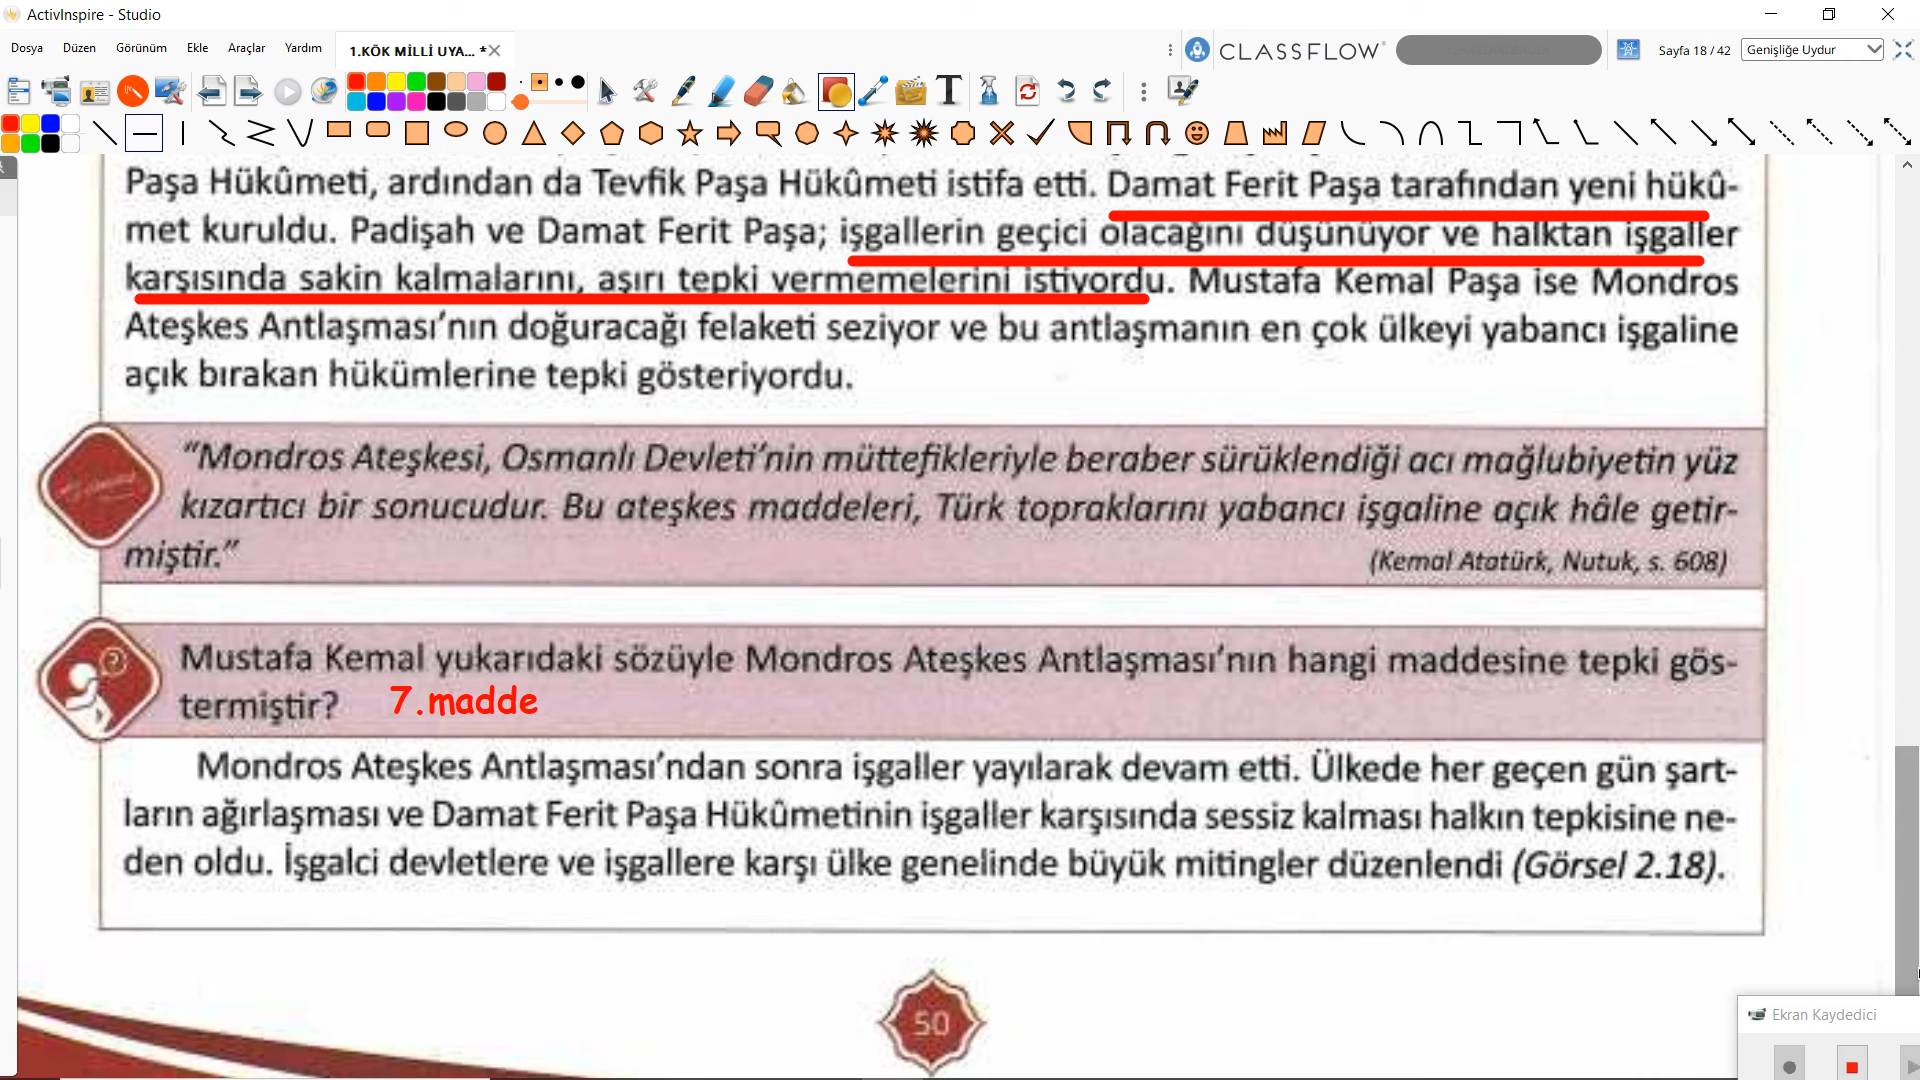 ActivInspire - Studio
Dosya Düzen Görünüm Ekle Araçlar Yardım 1.KÖK MİLLİ UYA... * CLASSFLOW Sayfa 18 / 42 Genişliğe Uydur
Paşa Hükûmeti, ardından da Tevfik Paşa Hükûmeti istifa etti. Damat Ferit Paşa tarafından yeni hükû-
met kuruldu. Padişah ve Damat Ferit Paşa; işgallerin geçici olacağını düşünüyor ve halktan işgaller
karşısında sakin kalmalarını, aşırı tepki vermemelerini istiyordu. Mustafa Kemal Paşa ise Mondros
Ateşkes Antlaşması’nın doğuracağı felaketi seziyor ve bu antlaşmanın en çok ülkeyi yabancı işgaline
açık bırakan hükümlerine tepki gösteriyordu.
“Mondros Ateşkesi, Osmanlı Devleti’nin müttefikleriyle beraber sürüklendiği acı mağlubiyetin yüz
kızartıcı bir sonucudur. Bu ateşkes maddeleri, Türk topraklarını yabancı işgaline açık hâle getir-
miştir.”
(Kemal Atatürk, Nutuk, s. 608)
Mustafa Kemal yukarıdaki sözüyle Mondros Ateşkes Antlaşması’nın hangi maddesine tepki gös-
termiştir? 7.madde
Mondros Ateşkes Antlaşması’ndan sonra işgaller yayılarak devam etti. Ülkede her geçen gün şart-
ların ağırlaşması ve Damat Ferit Paşa Hükûmetinin işgaller karşısında sessiz kalması halkın tepkisine ne-
den oldu. İşgalci devletlere ve işgallere karşı ülke genelinde büyük mitingler düzenlendi (Görsel 2.18).
50
Ekran Kaydedici